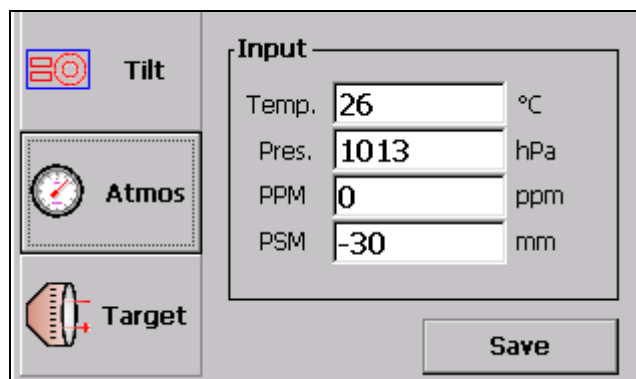 Tilt
Atmos
Target
Input
Temp. 26 °C
Pres. 1013 hPa
PPM 0 ppm
PSM -30 mm
Save